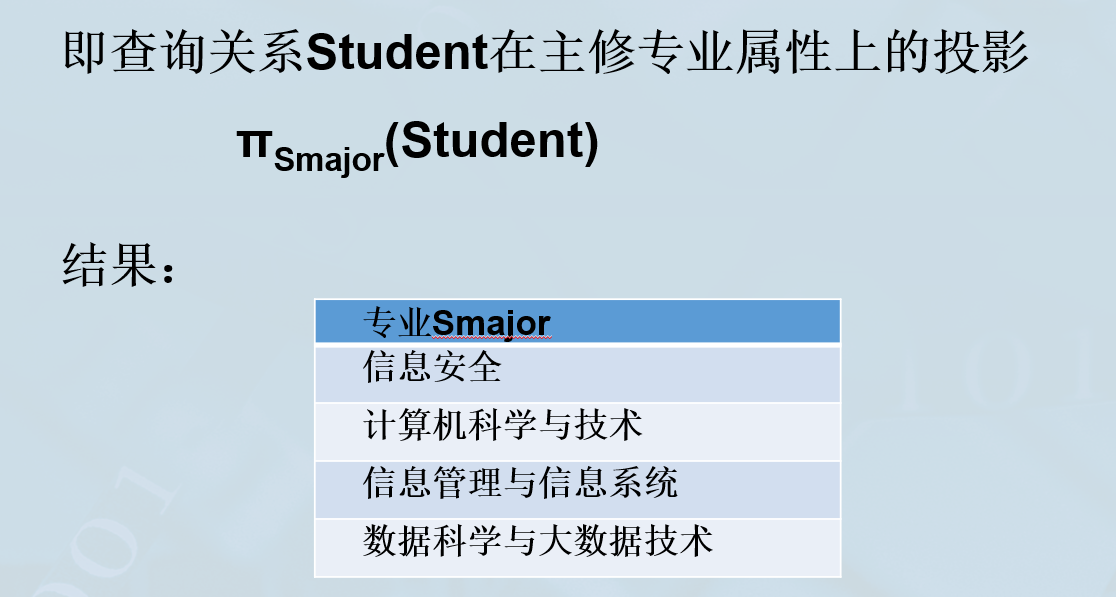 即查询关系Student在主修专业属性上的投影
πSmajor(Student)
结果：
专业Smajor
信息安全
计算机科学与技术
信息管理与信息系统
数据科学与大数据技术